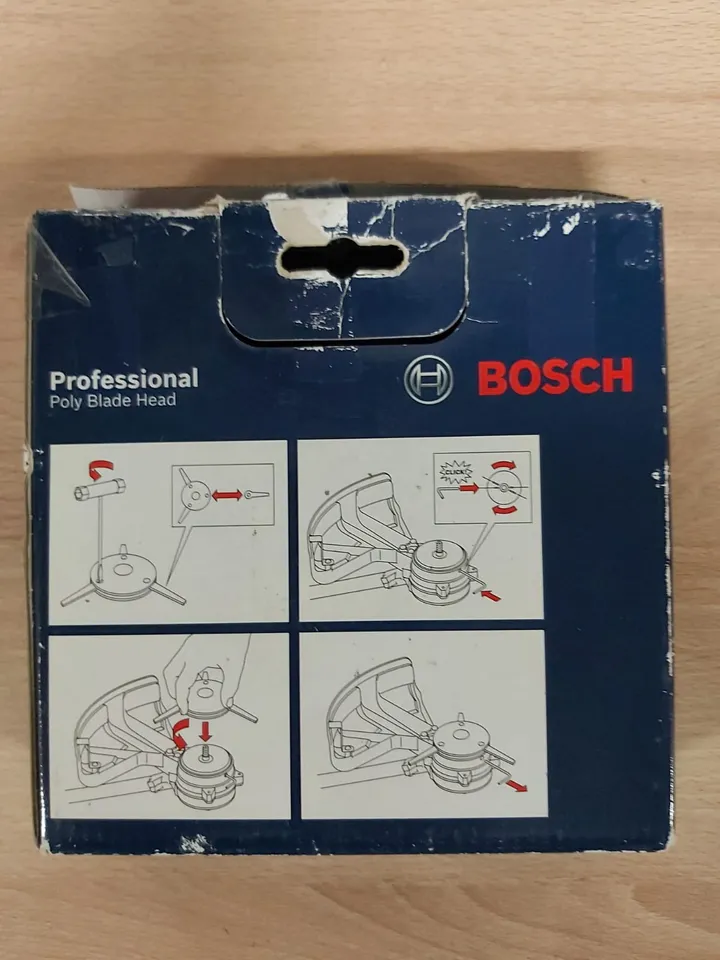 Professional
Poly Blade Head
BOSCH
CLICK!